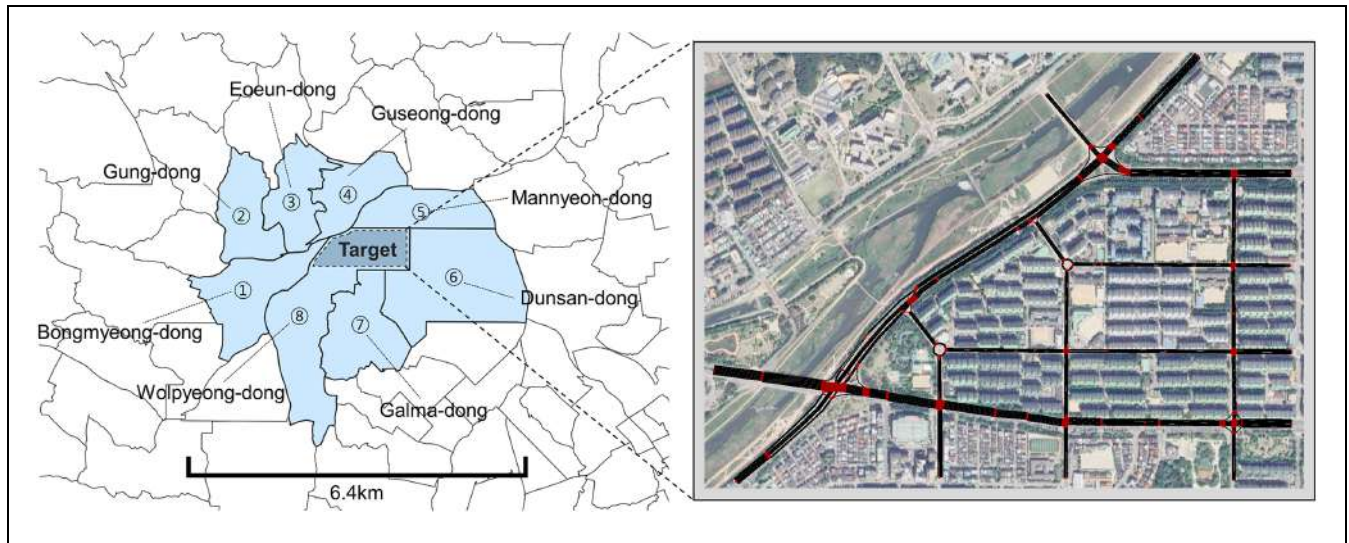 Eoeun-dong
Guseong-dong
Gung-dong
④
③
②
⑤
Mannyeon-dong
Target
①
⑥
Dunsan-dong
⑧
⑦
Bongmyeong-dong
Wolpyeong-dong
Galma-dong
6.4km